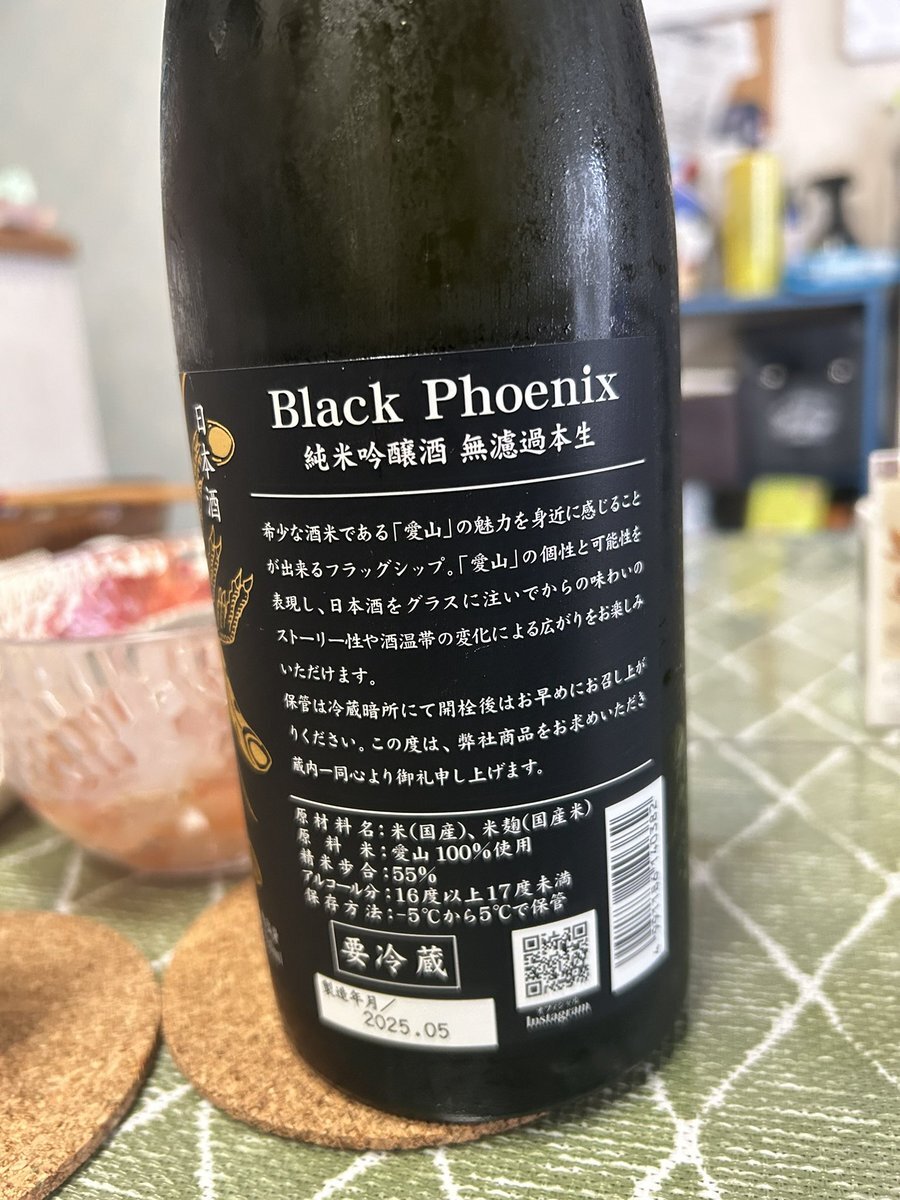 Black Phoenix
純米吟醸酒 無濾過本生
日本酒
希少な酒米である「愛山」の魅力を身近に感じること
が出来るフラッグシップ。「愛山」の個性と可能性を
表現し、日本酒をグラスに注いでからの味わいの
ストーリー性や酒温帯の変化による広がりをお楽しみ
いただけます。
保管は冷蔵暗所にて開栓後はお早めにお召し上が
りください。この度は、弊社商品をお求めいただき
蔵内一同心より御礼申し上げます。
原材料名:米(国産)、米麹(国産米)
原料米:愛山100%使用
精米歩合:55%
アルコール分:16度以上17度未満
保存方法:-5℃から5℃で保管
要冷蔵
製造年月/
2025.05
オフィシャル
Instagram